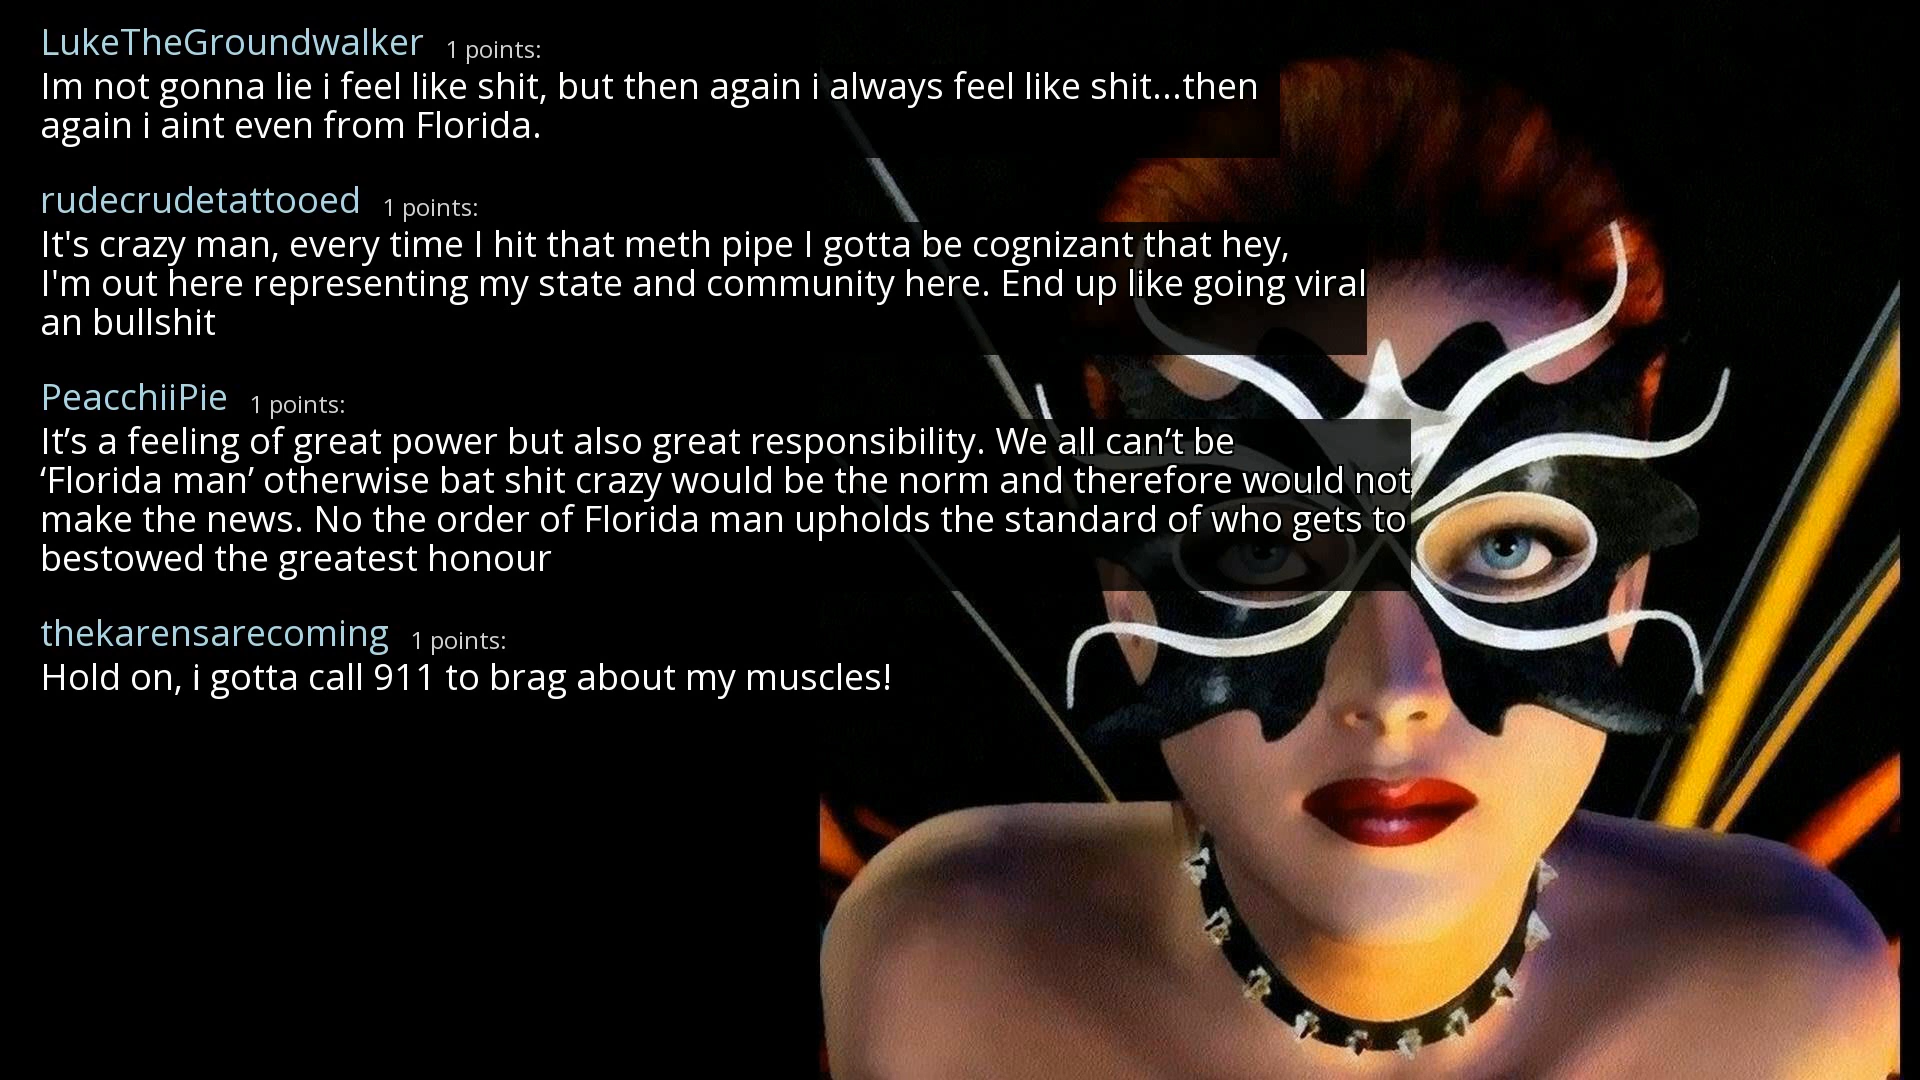 LukeTheGroundwalker 1 points:
Im not gonna lie i feel like shit, but then again i always feel like shit...then
again i aint even from Florida.
rudecrudetattooed 1 points:
It's crazy man, every time I hit that meth pipe I gotta be cognizant that hey,
I'm out here representing my state and community here. End up like going viral
an bullshit
PeacchiiPie 1 points:
It’s a feeling of great power but also great responsibility. We all can’t be
‘Florida man’ otherwise bat shit crazy would be the norm and therefore would not
make the news. No the order of Florida man upholds the standard of who gets to
bestowed the greatest honour
thekarensarecoming 1 points:
Hold on, i gotta call 911 to brag about my muscles!